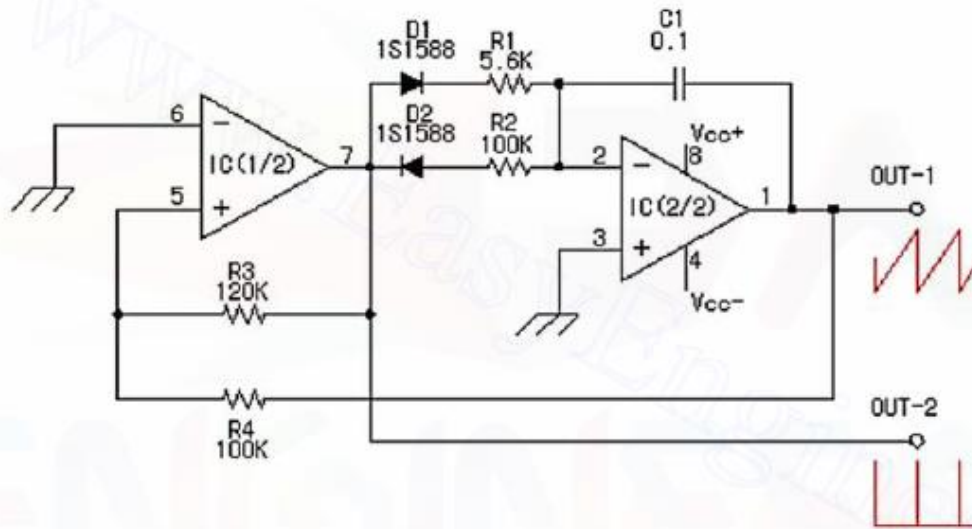 C1
0.1
D1
1S1588
R1
5.6K
D2
1S1588
R2
100K
6
-
IC(1/2)
7
5
+
2
-
Vcc+
8
IC(2/2)
1
3
+
4
Vcc-
OUT-1
R3
120K
R4
100K
OUT-2